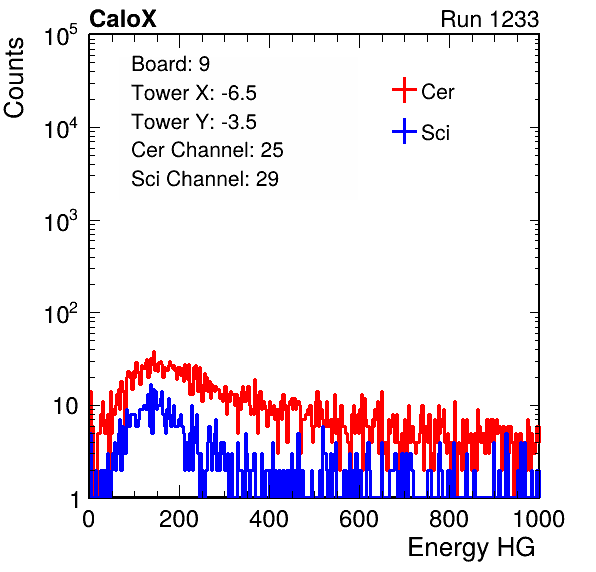 CaloX Run 1233
Counts
10^5
10^4
10^3
10^2
10
1
Board: 9
Tower X: -6.5
Tower Y: -3.5
Cer Channel: 25
Sci Channel: 29
Cer
Sci
0 200 400 600 800 1000
Energy HG